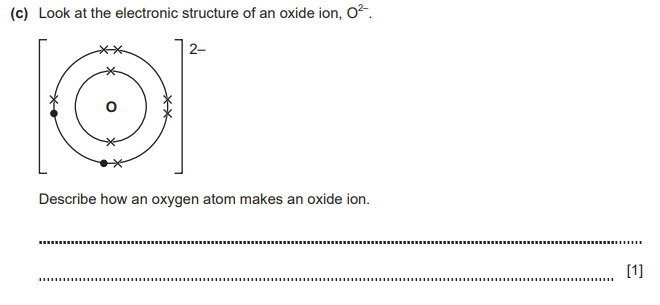 (c) Look at the electronic structure of an oxide ion, O²⁻.
2–
O
Describe how an oxygen atom makes an oxide ion.
[1]